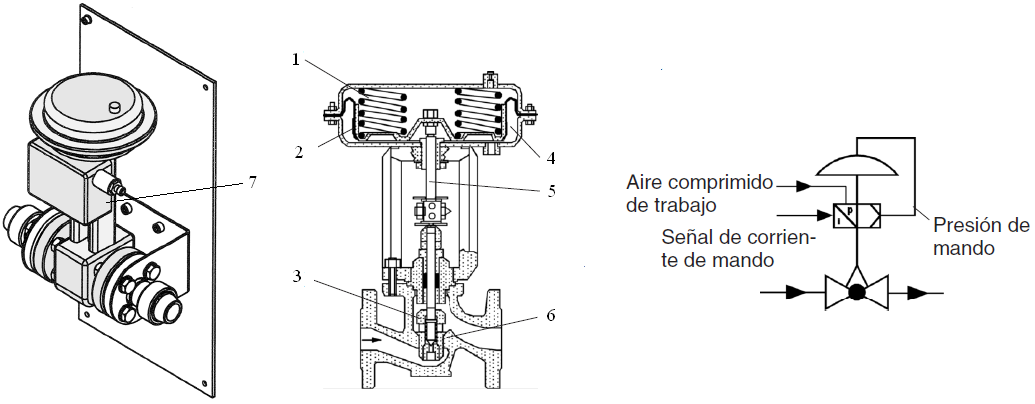 1
2
3
4
5
6
7
Aire comprimido
de trabajo
Señal de corrien-
te de mando
p
I
Presión de
mando